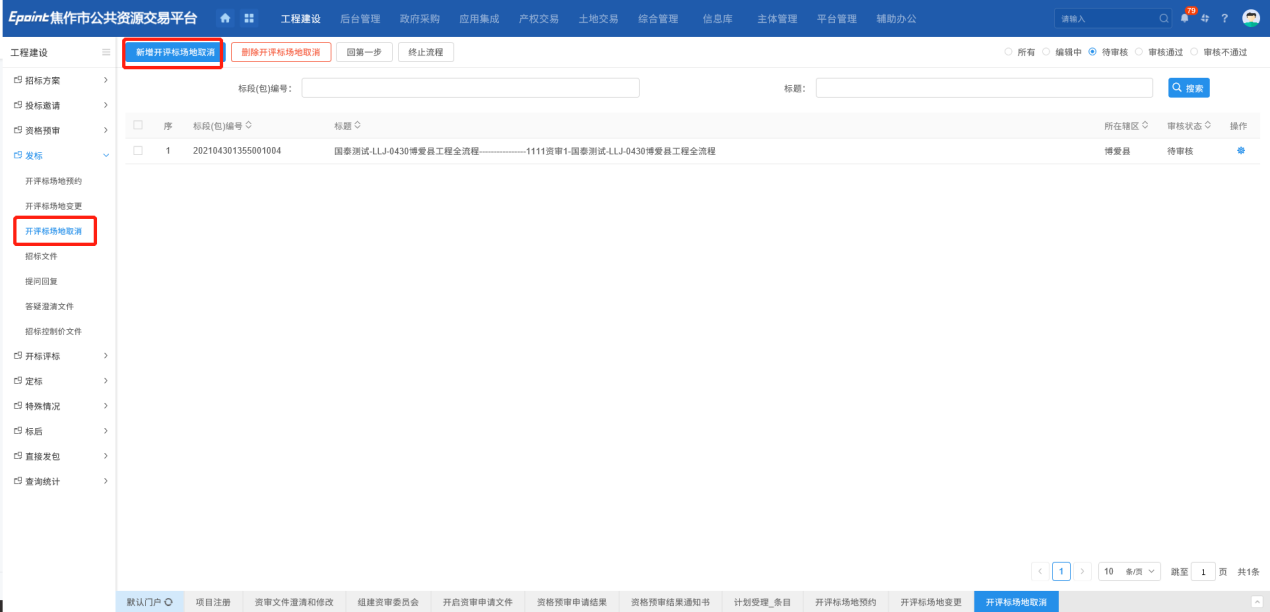 Epoint焦作市公共资源交易平台 工程建设 后台管理 政府采购 应用集成 产权交易 土地交易 综合管理 信息库 主体管理 平台管理 辅助办公 请输入 79 ?
工程建设
新增开评标场地取消 删除开评标场地取消 回第一步 终止流程 所有 编辑中 待审核 审核通过 审核不通过
招标方案
投标邀请
资格预审
发标
开评标场地预约
开评标场地变更
开评标场地取消
招标文件
提问回复
答疑澄清文件
招标控制价文件
开标评标
定标
特殊情况
标后
直接发包
查询统计
标段(包)编号: 标题: 搜索
序 标段(包)编号 标题 所在辖区 审核状态 操作
1 202104301355001004 国泰测试-LLJ-0430博爱县工程全流程-----------------1111资审1-国泰测试-LLJ-0430博爱县工程全流程 博爱县 待审核
1 10 条/页 跳至 1 页 共1条
默认门户 项目注册 资审文件澄清和修改 组建资审委员会 开启资审申请文件 资格预审申请结果 资格预审结果通知书 计划受理_条目 开评标场地预约 开评标场地变更 开评标场地取消